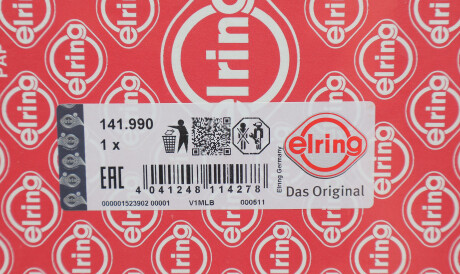 elring
141.990
1 x
EAC
4 041248 114278
000001523902 00001 V1MLB 000511
Elring Germany
elring
Das Original